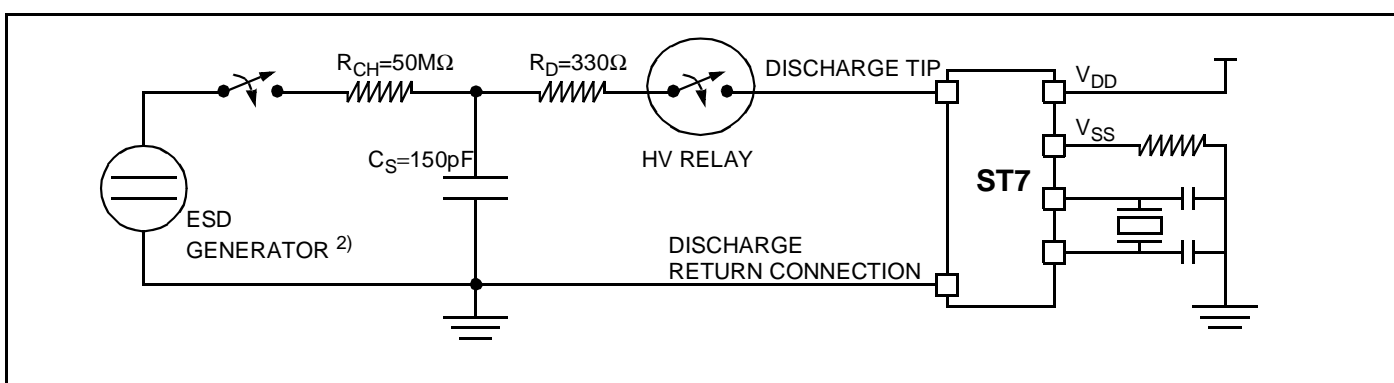 R_CH=50MΩ
R_D=330Ω
DISCHARGE TIP
V_DD
V_SS
C_S=150pF
HV RELAY
ST7
ESD
GENERATOR 2)
DISCHARGE
RETURN CONNECTION